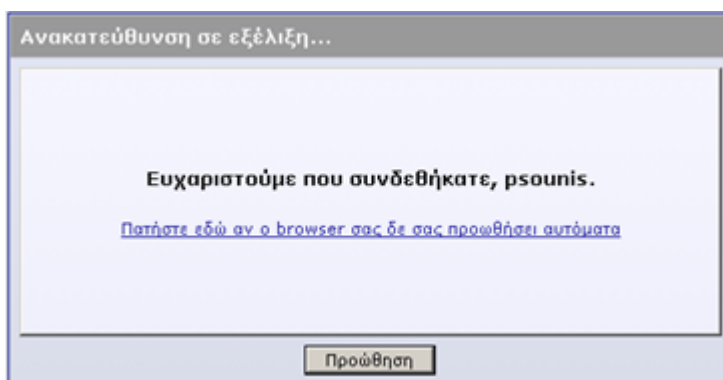 Ανακατεύθυνση σε εξέλιξη...
Ευχαριστούμε που συνδεθήκατε, psounis.
Πατήστε εδώ αν ο browser σας δε σας προωθήσει αυτόματα
Προώθηση